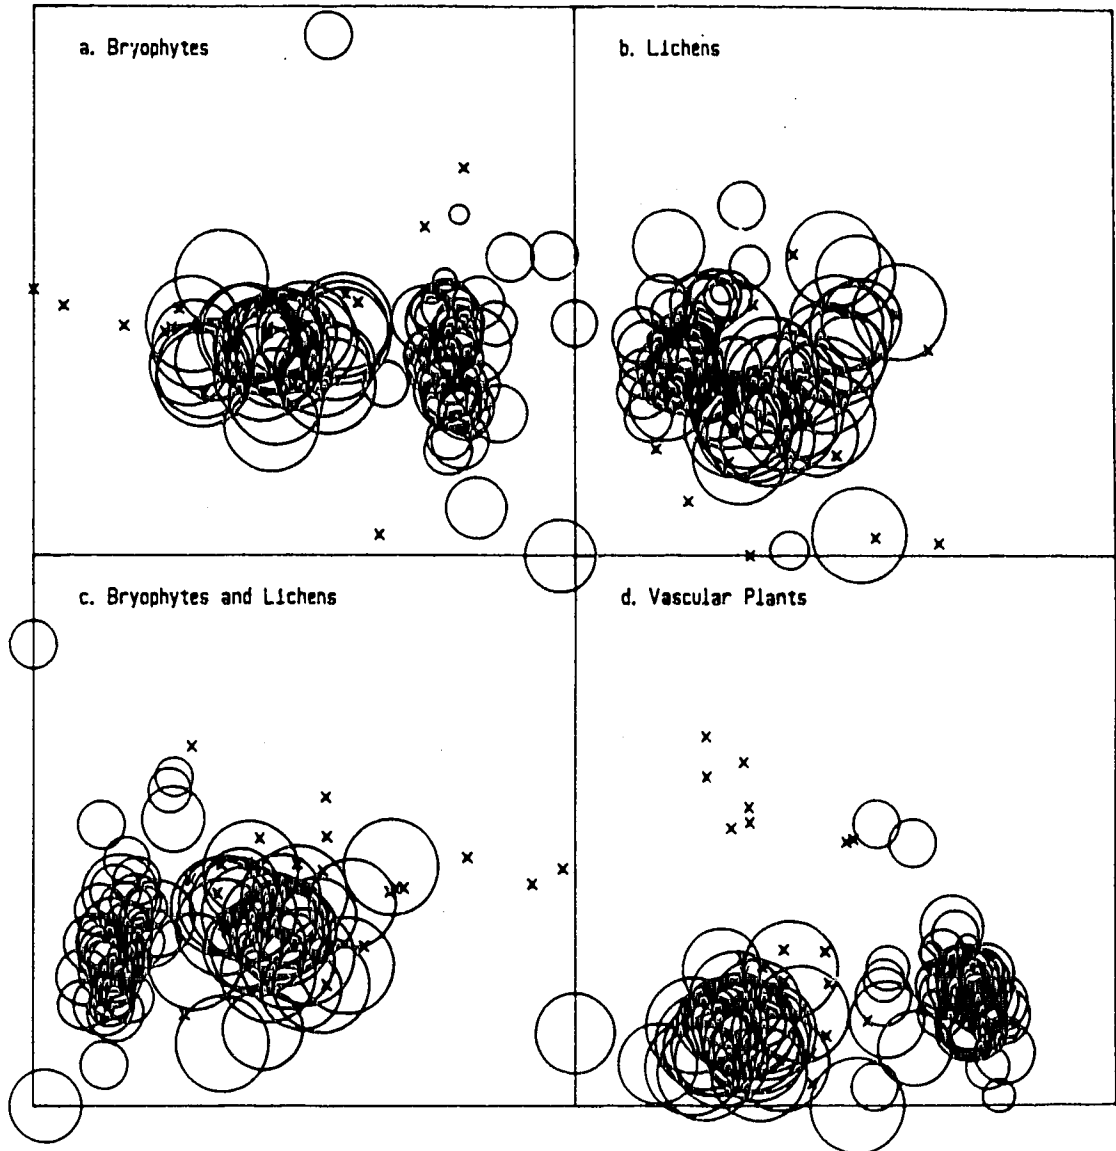 a. Bryophytes
b. Lichens
c. Bryophytes and Lichens
d. Vascular Plants